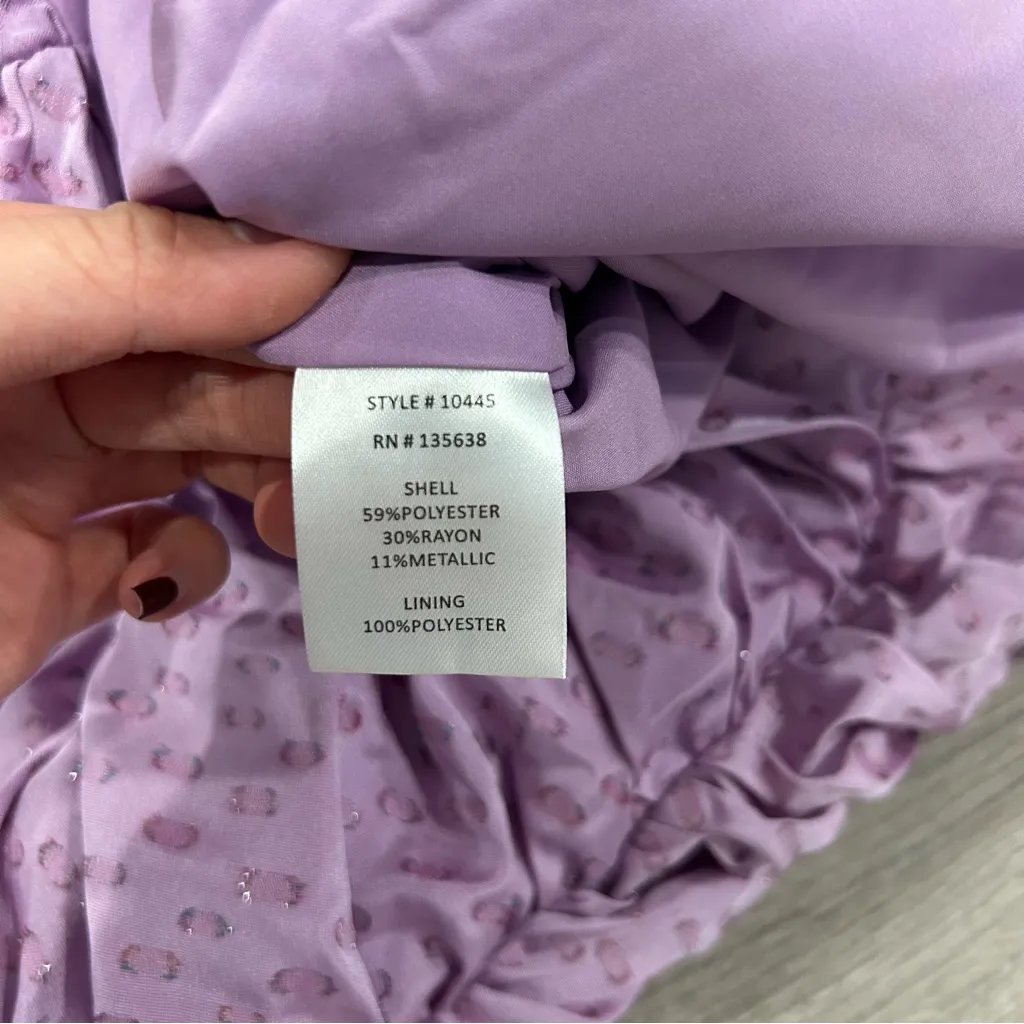 STYLE # 10445
RN # 135638
SHELL
59%POLYESTER
30%RAYON
11%METALLIC
LINING
100%POLYESTER